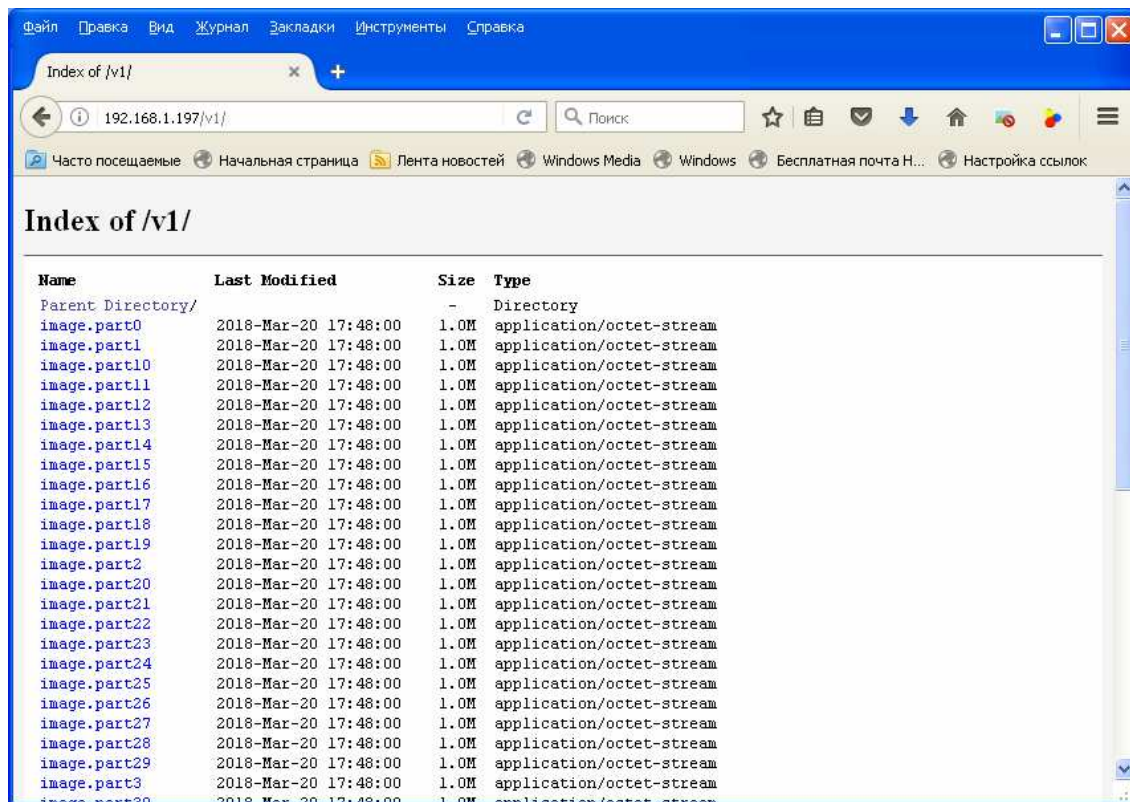 Файл Правка Вид Журнал Закладки Инструменты Справка
Index of /v1/
192.168.1.197/v1/ Поиск
Часто посещаемые Начальная страница Лента новостей Windows Media Windows Бесплатная почта Н... Настройка ссылок
Index of /v1/
Name Last Modified Size Type
Parent Directory/ - Directory
image.part0 2018-Mar-20 17:48:00 1.0M application/octet-stream
image.part1 2018-Mar-20 17:48:00 1.0M application/octet-stream
image.part10 2018-Mar-20 17:48:00 1.0M application/octet-stream
image.part11 2018-Mar-20 17:48:00 1.0M application/octet-stream
image.part12 2018-Mar-20 17:48:00 1.0M application/octet-stream
image.part13 2018-Mar-20 17:48:00 1.0M application/octet-stream
image.part14 2018-Mar-20 17:48:00 1.0M application/octet-stream
image.part15 2018-Mar-20 17:48:00 1.0M application/octet-stream
image.part16 2018-Mar-20 17:48:00 1.0M application/octet-stream
image.part17 2018-Mar-20 17:48:00 1.0M application/octet-stream
image.part18 2018-Mar-20 17:48:00 1.0M application/octet-stream
image.part19 2018-Mar-20 17:48:00 1.0M application/octet-stream
image.part2 2018-Mar-20 17:48:00 1.0M application/octet-stream
image.part20 2018-Mar-20 17:48:00 1.0M application/octet-stream
image.part21 2018-Mar-20 17:48:00 1.0M application/octet-stream
image.part22 2018-Mar-20 17:48:00 1.0M application/octet-stream
image.part23 2018-Mar-20 17:48:00 1.0M application/octet-stream
image.part24 2018-Mar-20 17:48:00 1.0M application/octet-stream
image.part25 2018-Mar-20 17:48:00 1.0M application/octet-stream
image.part26 2018-Mar-20 17:48:00 1.0M application/octet-stream
image.part27 2018-Mar-20 17:48:00 1.0M application/octet-stream
image.part28 2018-Mar-20 17:48:00 1.0M application/octet-stream
image.part29 2018-Mar-20 17:48:00 1.0M application/octet-stream
image.part3 2018-Mar-20 17:48:00 1.0M application/octet-stream
image.part30 2018-Mar-20 17:48:00 1.0M application/octet-stream